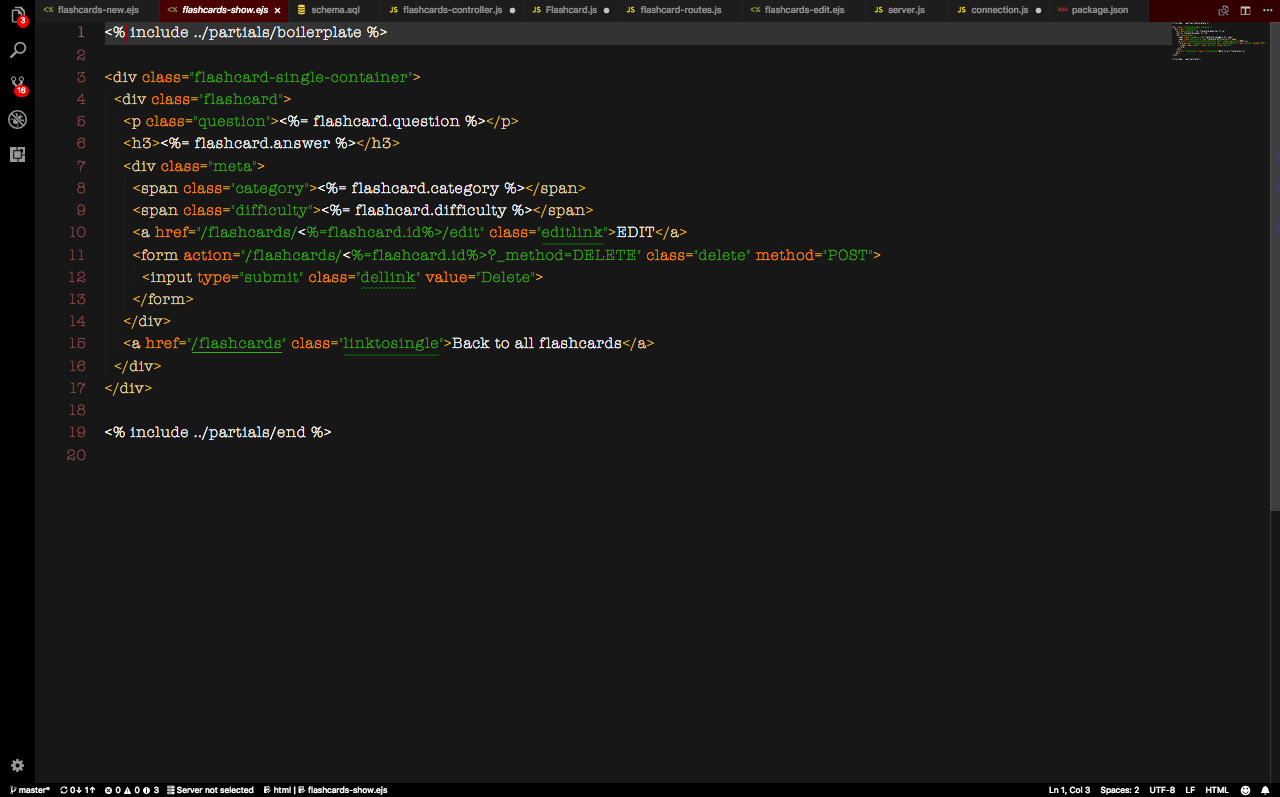 flashcards-new.ejs flashcards-show.ejs schema.sql JS flashcards-controller.js JS Flashcard.js JS flashcard-routes.js flashcards-edit.ejs JS server.js JS connection.js package.json
3
16
1 <% include ../partials/boilerplate %>
2
3 <div class="flashcard-single-container">
4 <div class="flashcard">
5 <p class="question"><%= flashcard.question %></p>
6 <h3><%= flashcard.answer %></h3>
7 <div class="meta">
8 <span class="category"><%= flashcard.category %></span>
9 <span class="difficulty"><%= flashcard.difficulty %></span>
10 <a href="/flashcards/<%=flashcard.id%>/edit" class="editlink">EDIT</a>
11 <form action="/flashcards/<%=flashcard.id%>?_method=DELETE" class="delete" method="POST">
12 <input type="submit" class="dellink" value="Delete">
13 </form>
14 </div>
15 <a href="/flashcards" class="linktosingle">Back to all flashcards</a>
16 </div>
17 </div>
18
19 <% include ../partials/end %>
20
master* 0↓ 1↑ 0 0 3 Server not selected html | flashcards-show.ejs Ln 1, Col 3 Spaces: 2 UTF-8 LF HTML